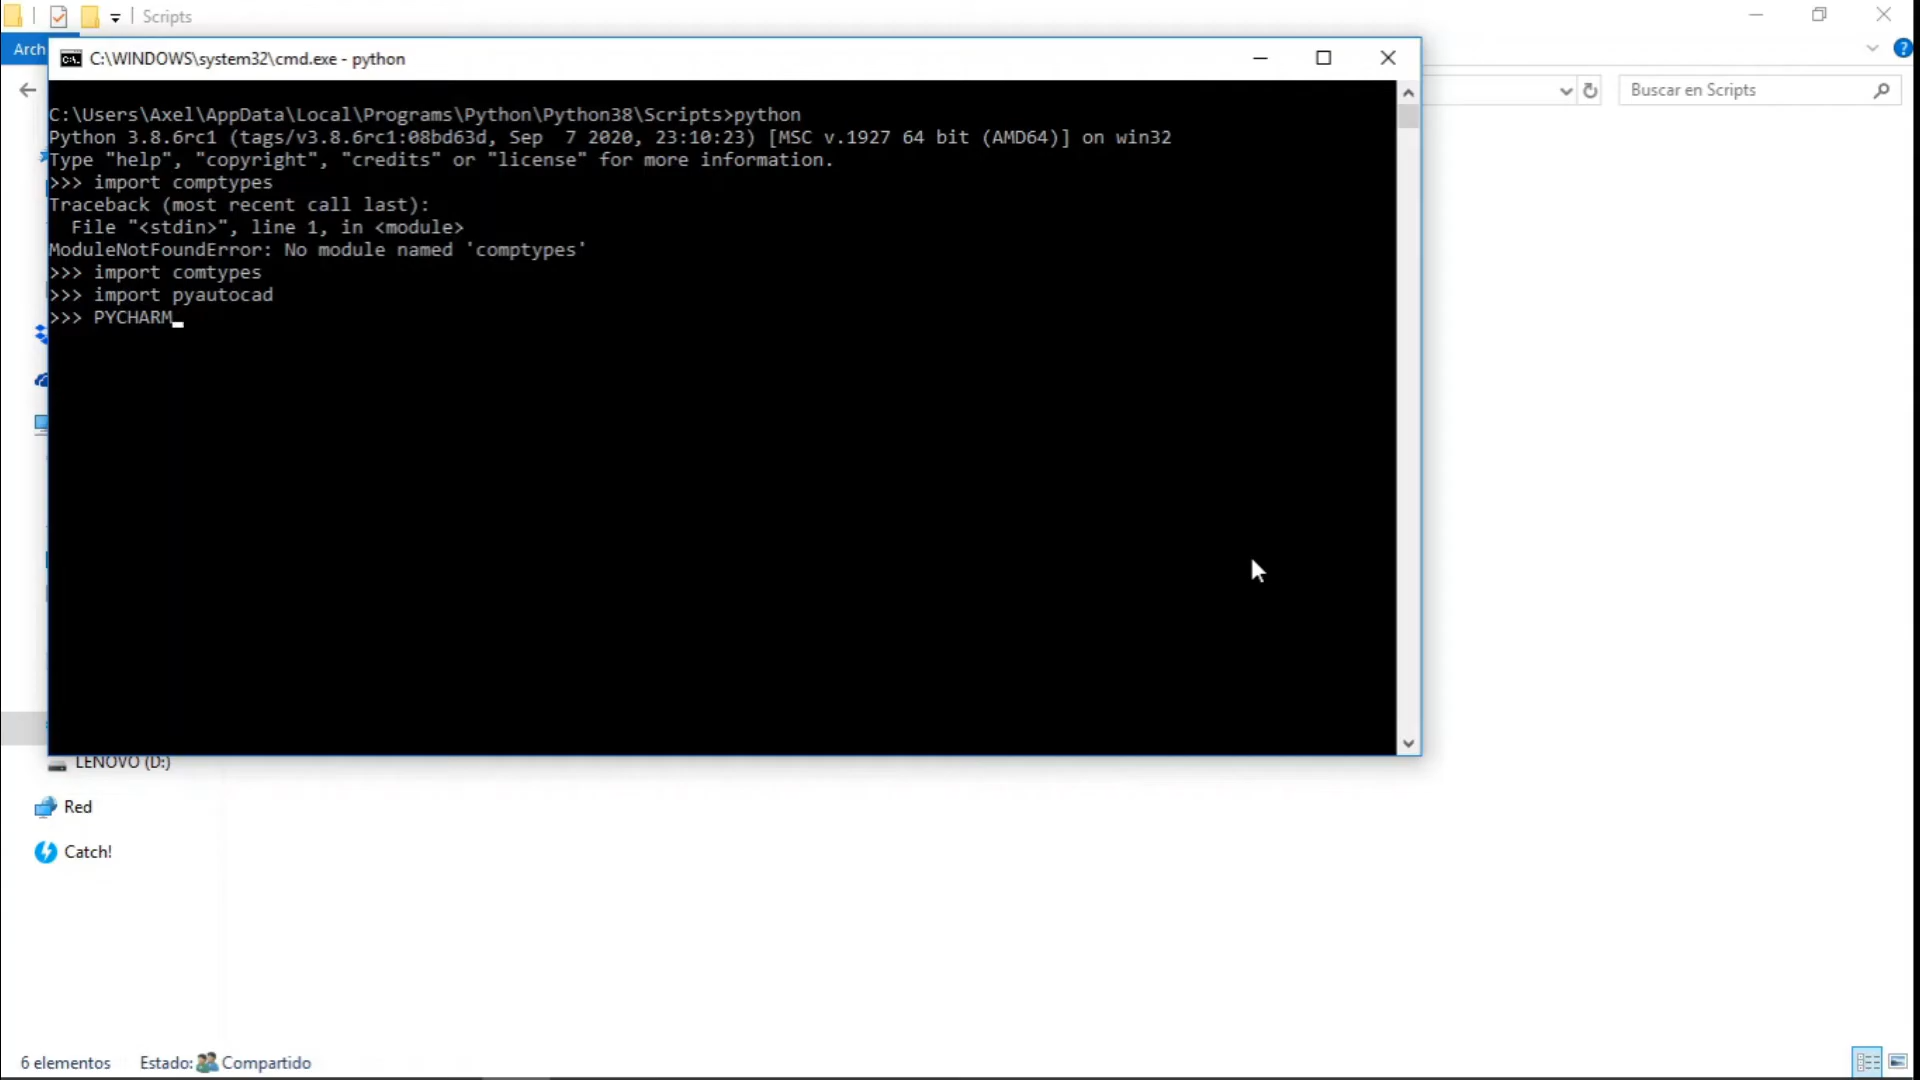 Scripts
Arch
C:\WINDOWS\system32\cmd.exe - python
Buscar en Scripts
C:\Users\Axel\AppData\Local\Programs\Python\Python38\Scripts>python
Python 3.8.6rc1 (tags/v3.8.6rc1:08bd63d, Sep  7 2020, 23:10:23) [MSC v.1927 64 bit (AMD64)] on win32
Type "help", "copyright", "credits" or "license" for more information.
>>> import comptypes
Traceback (most recent call last):
  File "<stdin>", line 1, in <module>
ModuleNotFoundError: No module named 'comptypes'
>>> import comtypes
>>> import pyautocad
>>> PYCHARM
LENOVO (D:)
Red
Catch!
6 elementos
Estado: Compartido